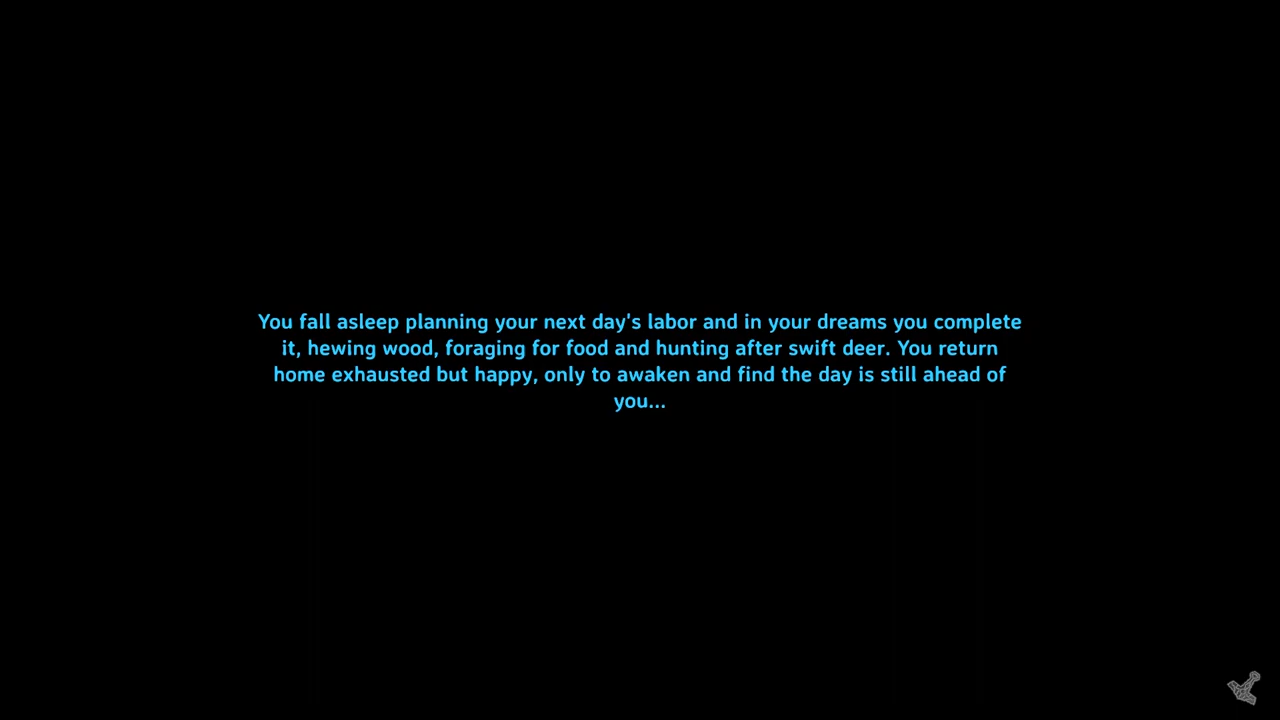 You fall asleep planning your next day's labor and in your dreams you complete
it, hewing wood, foraging for food and hunting after swift deer. You return
home exhausted but happy, only to awaken and find the day is still ahead of
you...